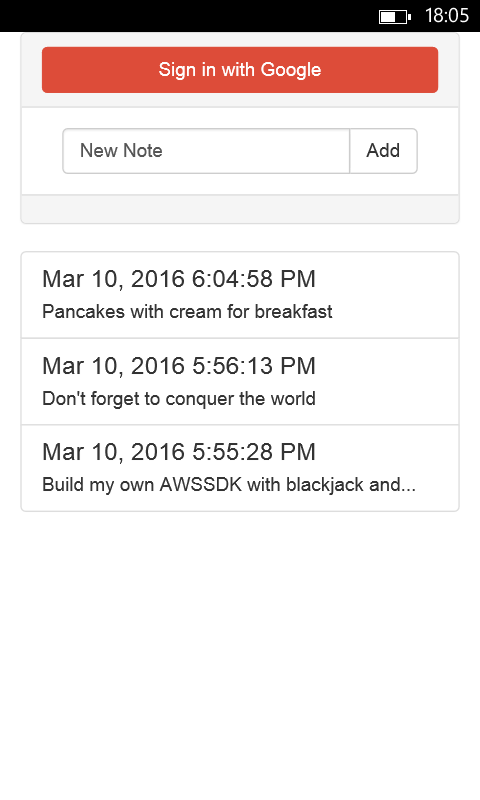 18:05
Sign in with Google
New Note
Add
Mar 10, 2016 6:04:58 PM
Pancakes with cream for breakfast
Mar 10, 2016 5:56:13 PM
Don't forget to conquer the world
Mar 10, 2016 5:55:28 PM
Build my own AWSSDK with blackjack and...